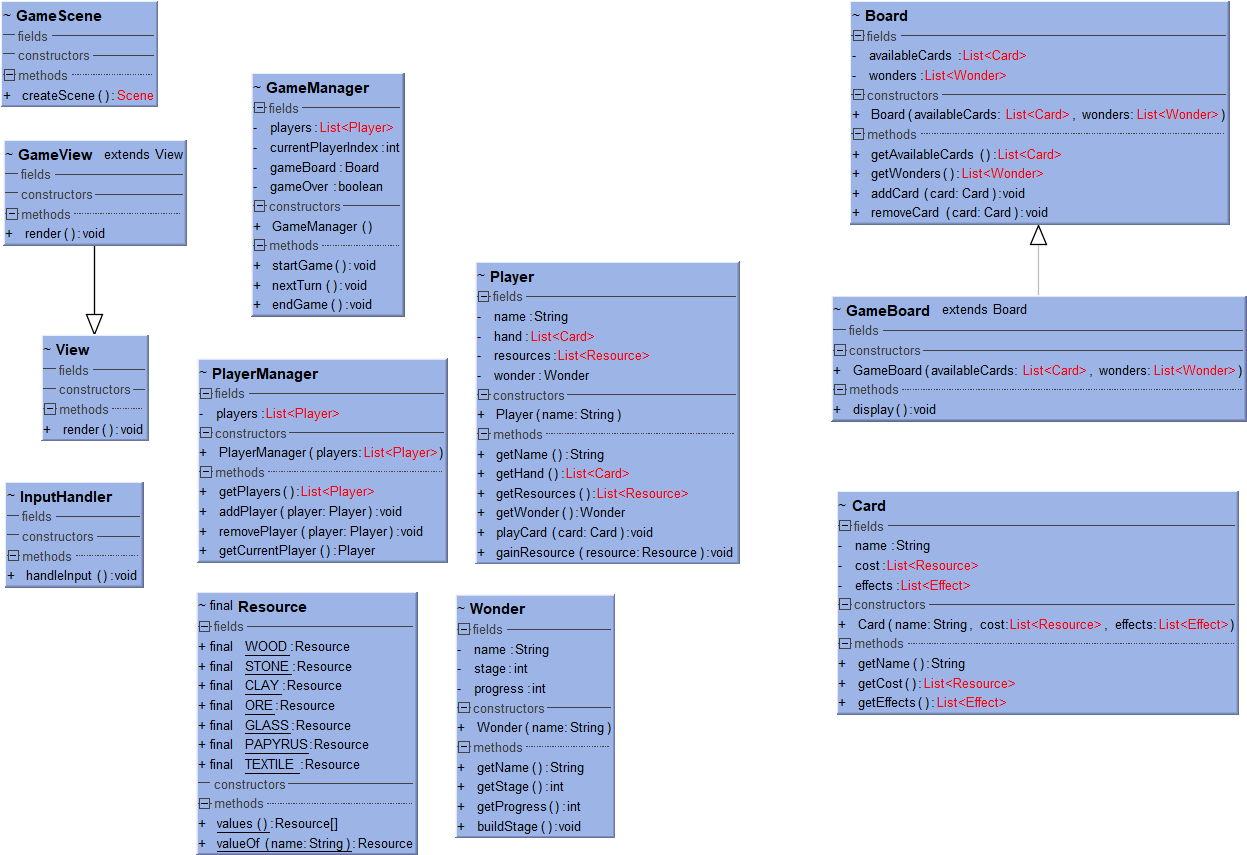 ~ GameScene
fields
constructors
methods
+ createScene ( ) : Scene
~ GameView extends View
fields
constructors
methods
+ render ( ) : void
~ View
fields
constructors
methods
+ render ( ) : void
~ InputHandler
fields
constructors
methods
+ handleInput ( ) : void
~ GameManager
fields
- players : List<Player>
- currentPlayerIndex : int
- gameBoard : Board
- gameOver : boolean
constructors
+ GameManager ( )
methods
+ startGame ( ) : void
+ nextTurn ( ) : void
+ endGame ( ) : void
~ PlayerManager
fields
- players : List<Player>
constructors
+ PlayerManager ( players: List<Player> )
methods
+ getPlayers ( ) : List<Player>
+ addPlayer ( player: Player ) : void
+ removePlayer ( player: Player ) : void
+ getCurrentPlayer ( ) : Player
~ final Resource
fields
+ final WOOD : Resource
+ final STONE : Resource
+ final CLAY : Resource
+ final ORE : Resource
+ final GLASS : Resource
+ final PAPYRUS : Resource
+ final TEXTILE : Resource
constructors
methods
+ values ( ) : Resource[]
+ valueOf ( name: String ) : Resource
~ Player
fields
- name : String
- hand : List<Card>
- resources : List<Resource>
- wonder : Wonder
constructors
+ Player ( name: String )
methods
+ getName ( ) : String
+ getHand ( ) : List<Card>
+ getResources ( ) : List<Resource>
+ getWonder ( ) : Wonder
+ playCard ( card: Card ) : void
+ gainResource ( resource: Resource ) : void
~ Wonder
fields
- name : String
- stage : int
- progress : int
constructors
+ Wonder ( name: String )
methods
+ getName ( ) : String
+ getStage ( ) : int
+ getProgress ( ) : int
+ buildStage ( ) : void
~ Board
fields
- availableCards : List<Card>
- wonders : List<Wonder>
constructors
+ Board ( availableCards: List<Card> , wonders: List<Wonder> )
methods
+ getAvailableCards ( ) : List<Card>
+ getWonders ( ) : List<Wonder>
+ addCard ( card: Card ) : void
+ removeCard ( card: Card ) : void
~ GameBoard extends Board
fields
constructors
+ GameBoard ( availableCards: List<Card> , wonders: List<Wonder> )
methods
+ display ( ) : void
~ Card
fields
- name : String
- cost : List<Resource>
- effects : List<Effect>
constructors
+ Card ( name: String , cost: List<Resource> , effects: List<Effect> )
methods
+ getName ( ) : String
+ getCost ( ) : List<Resource>
+ getEffects ( ) : List<Effect>